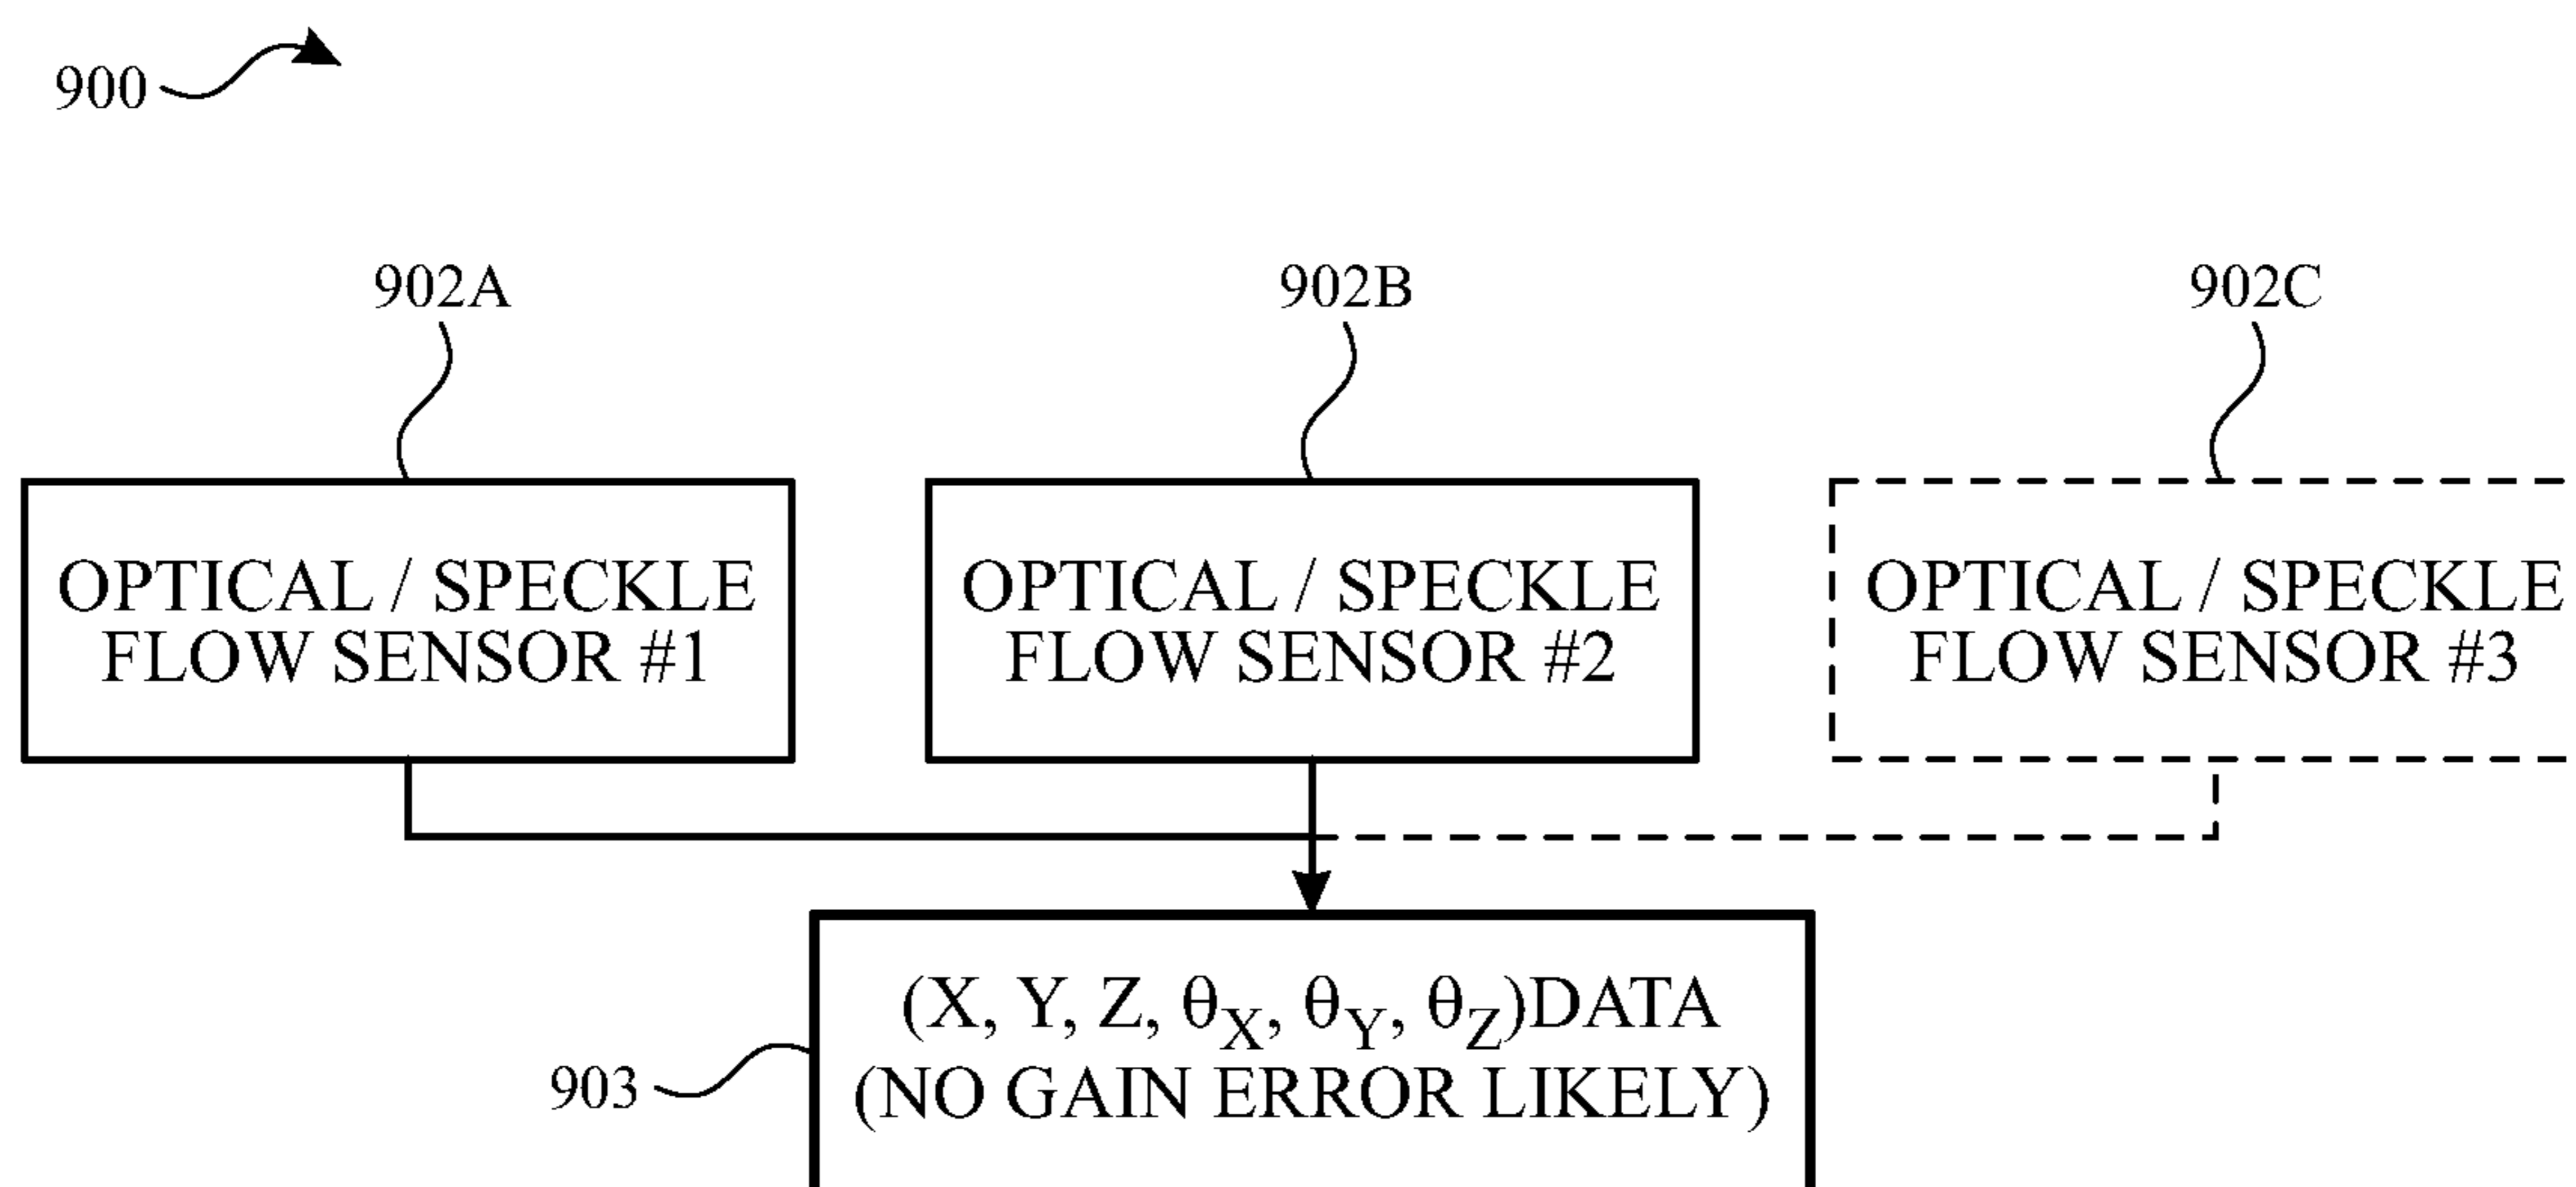 900
902A
902B
902C
OPTICAL / SPECKLE
FLOW SENSOR #1
OPTICAL / SPECKLE
FLOW SENSOR #2
OPTICAL / SPECKLE
FLOW SENSOR #3
(X, Y, Z, θX, θY, θZ)DATA
(NO GAIN ERROR LIKELY)
903